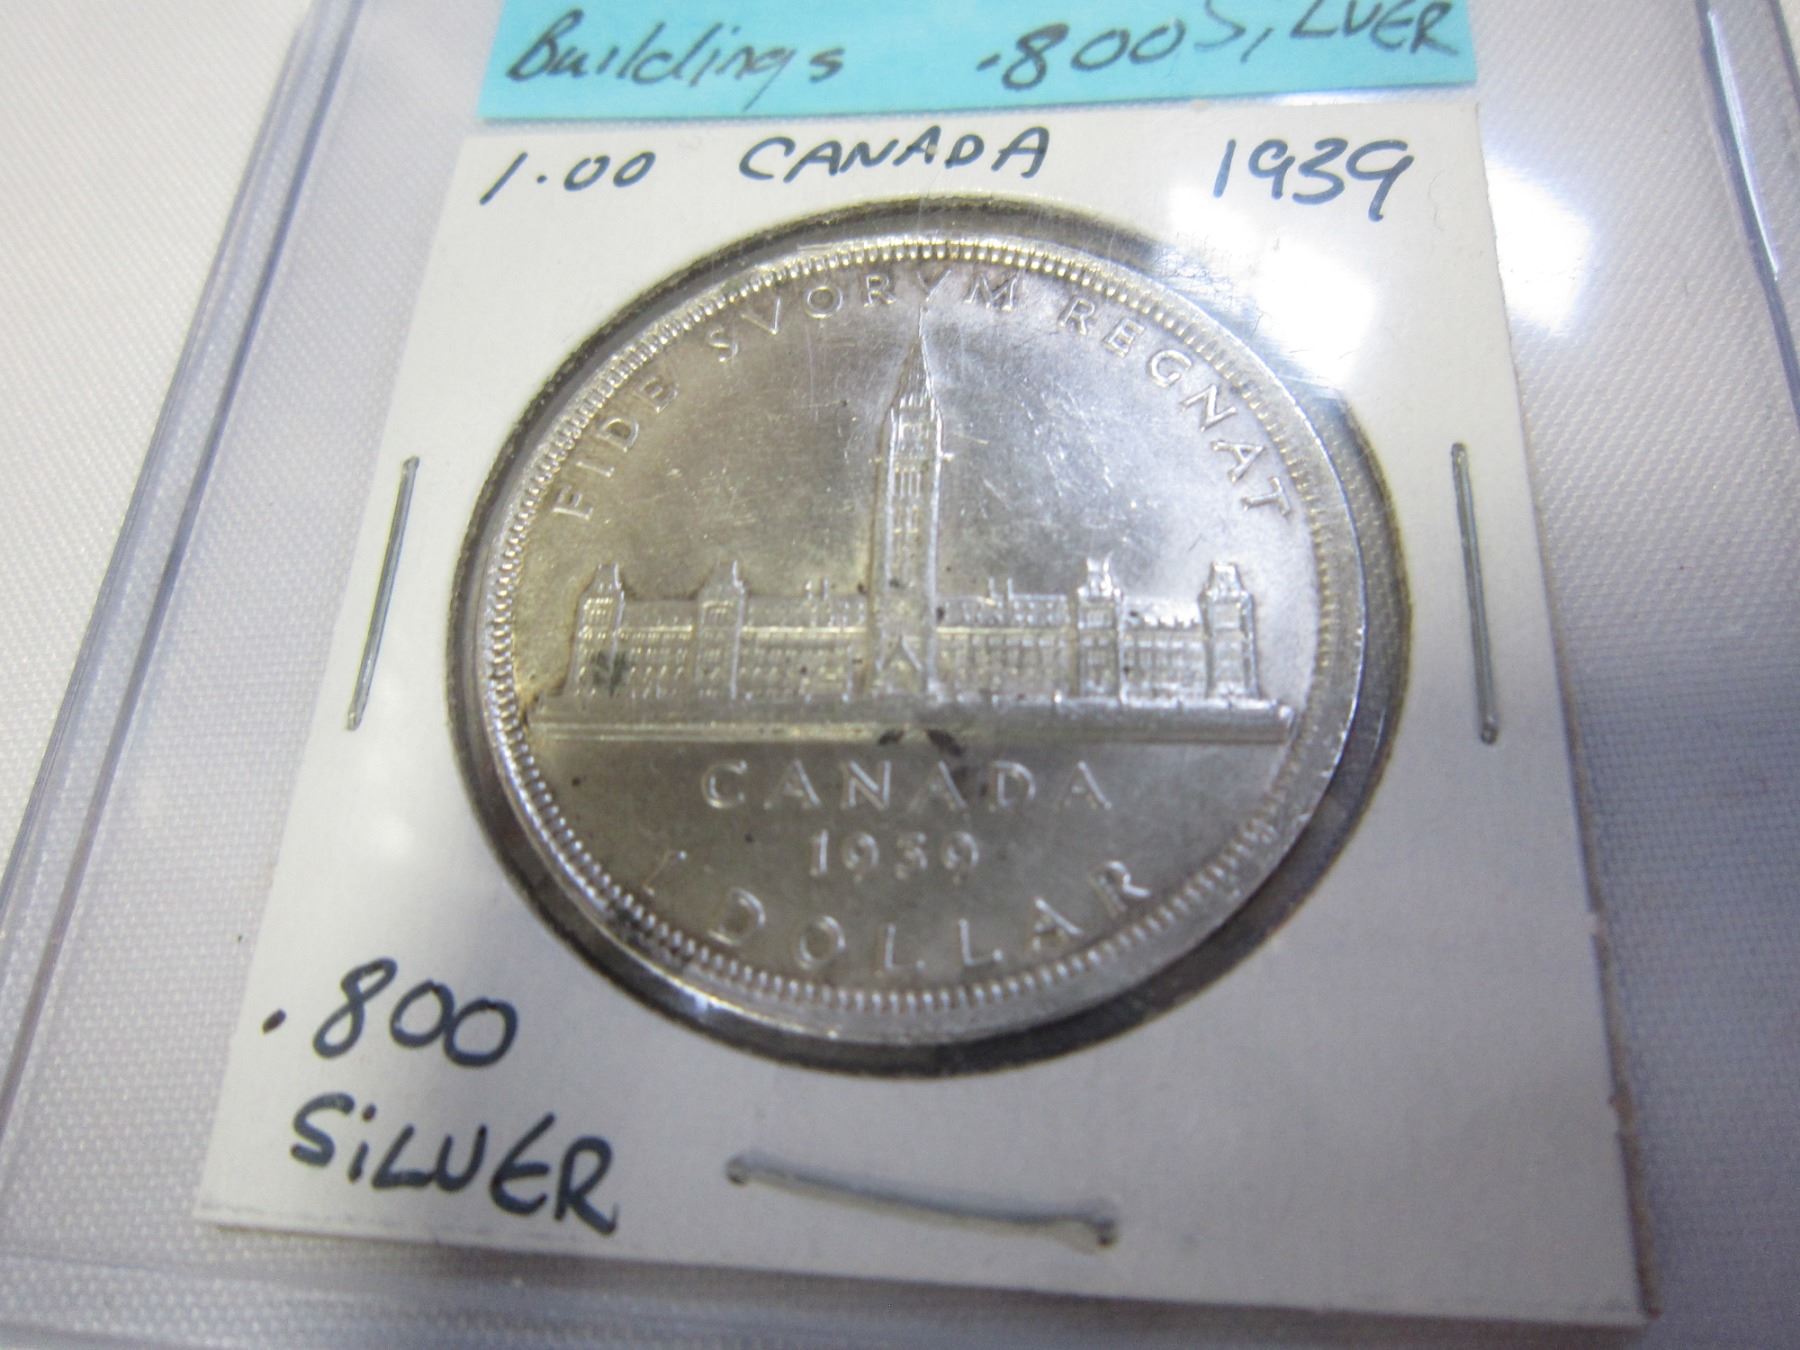 Buildings .800 SiLVER
1.00 CANADA 1939
FIDE SVORVM REGNAT
CANADA
1939
1 DOLLAR
.800
SiLVER